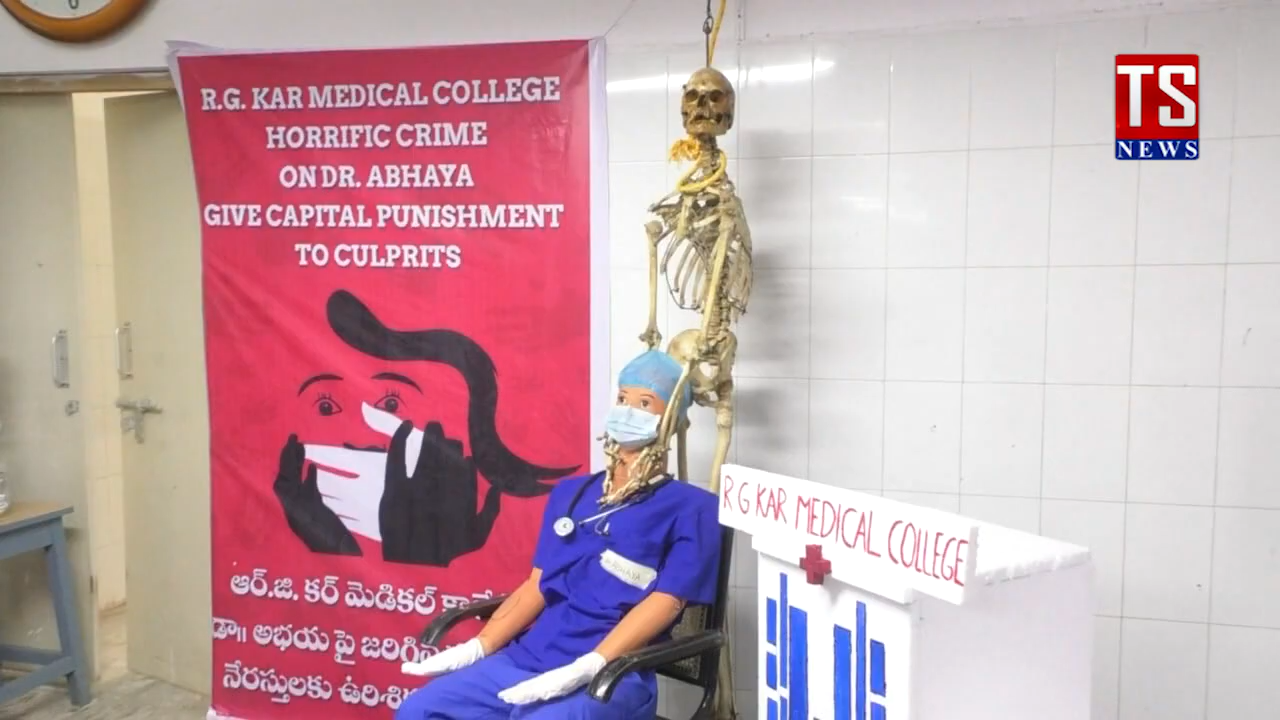 R.G. KAR MEDICAL COLLEGE
HORRIFIC CRIME
ON DR. ABHAYA
GIVE CAPITAL PUNISHMENT
TO CULPRITS
ఆర్.జి. కర్ మెడికల్
డా॥ అభయ పై జరిగిన
నేరస్తులకు
R G KAR MEDICAL COLLEGE
TS
NEWS